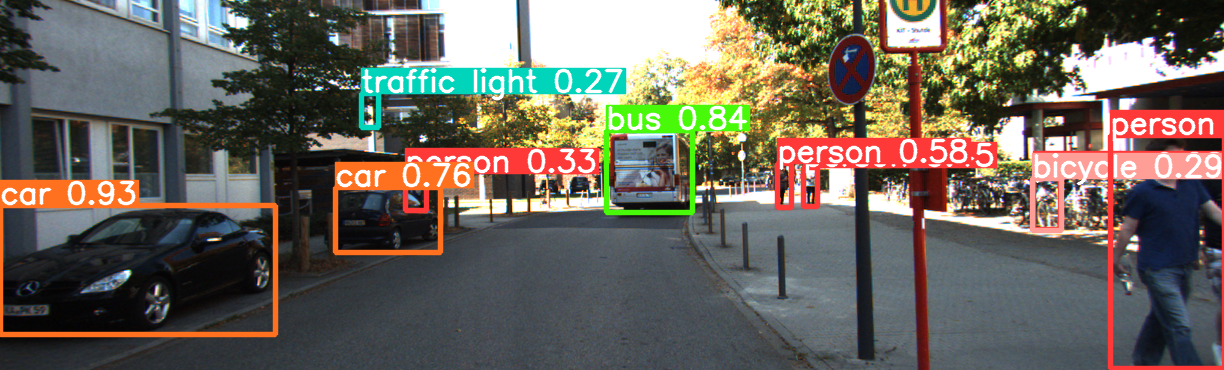 H
traffic light 0.27
bus 0.84
person
person 0.33
person 0.58
5
bicycle 0.29
car 0.76
car 0.93